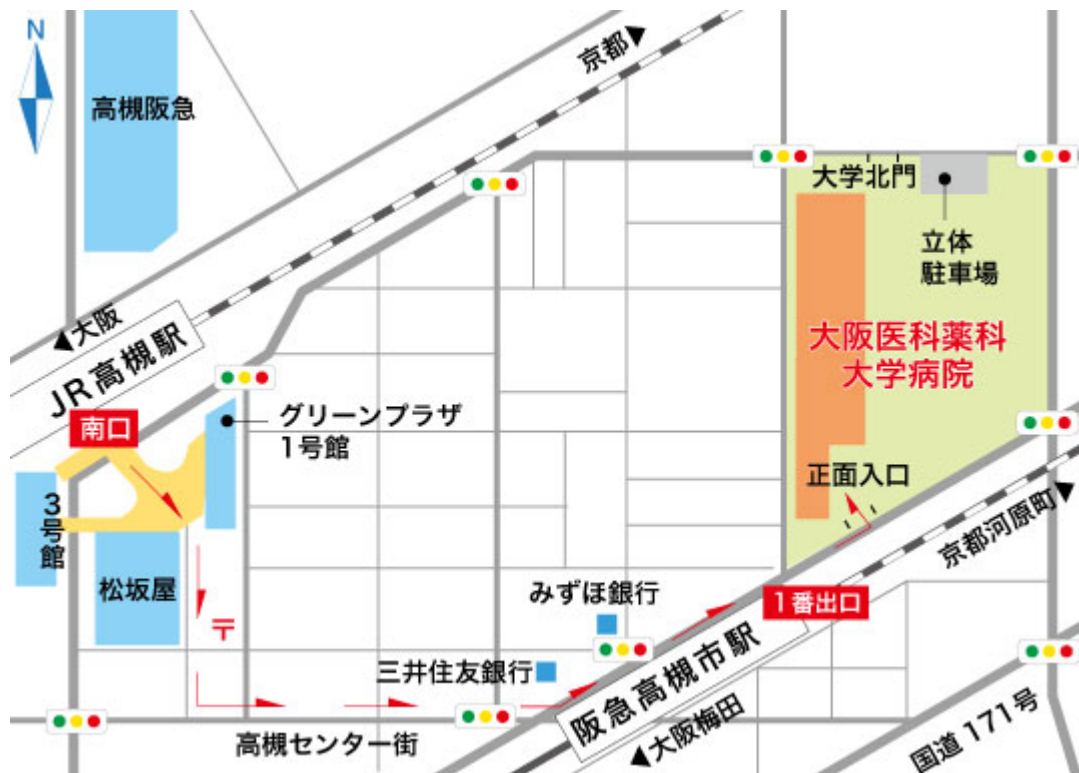 N
高槻阪急
京都▶
大学北門
立体
駐車場
◀大阪
JR高槻駅
大阪医科薬科
大学病院
南口
グリーンプラザ
1号館
正面入口
3号館
京都河原町▶
松坂屋
みずほ銀行
1番出口
〒
三井住友銀行
阪急高槻市駅
高槻センター街
◀大阪梅田
国道171号